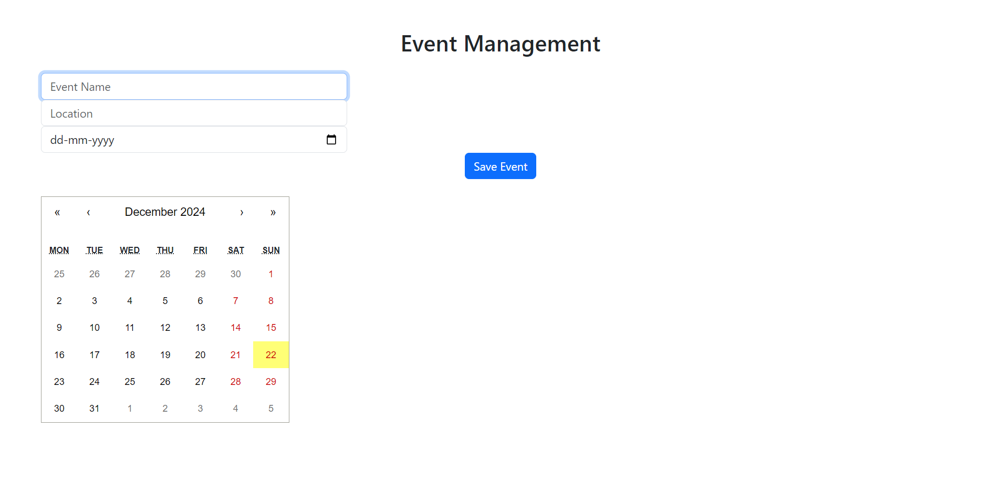 Event Management
Event Name
Location
dd-mm-yyyy
Save Event
« ‹ December 2024 › »
MON TUE WED THU FRI SAT SUN
25 26 27 28 29 30 1
2 3 4 5 6 7 8
9 10 11 12 13 14 15
16 17 18 19 20 21 22
23 24 25 26 27 28 29
30 31 1 2 3 4 5